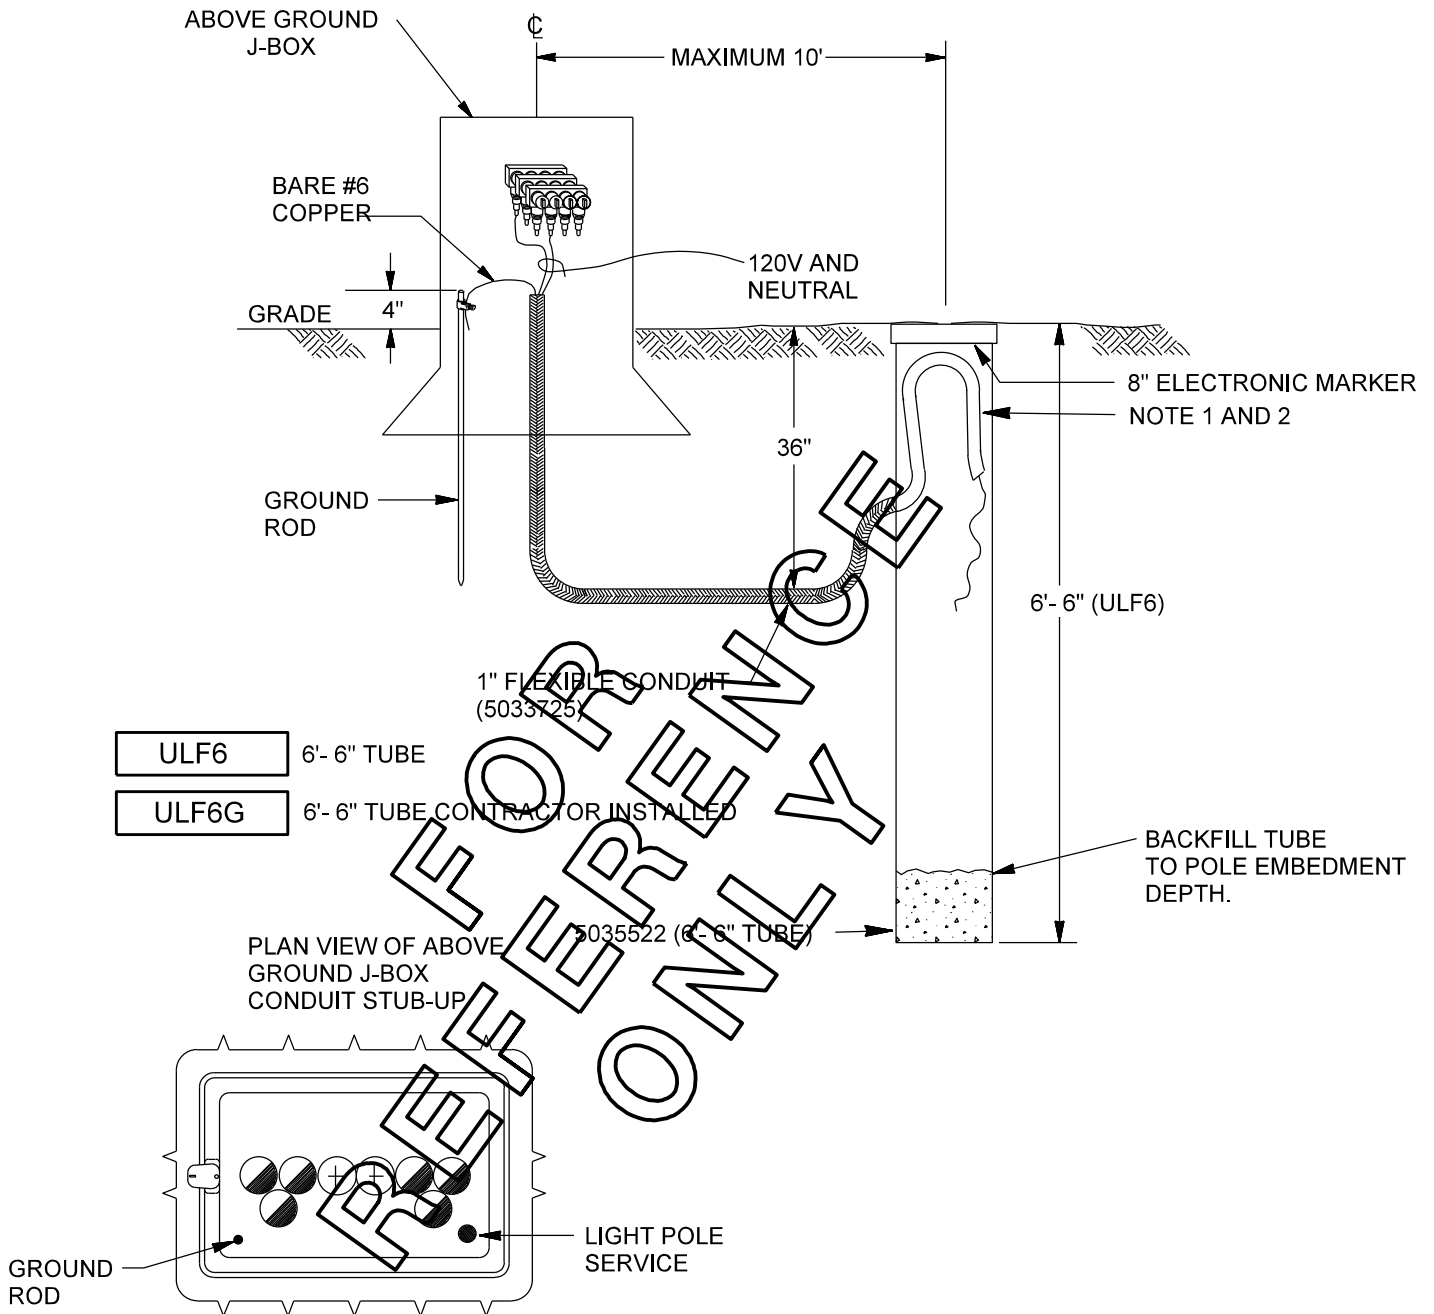 ABOVE GROUND
J-BOX
℄
MAXIMUM 10'
BARE #6
COPPER
120V AND
NEUTRAL
GRADE
4"
8" ELECTRONIC MARKER
NOTE 1 AND 2
36"
GROUND
ROD
6'- 6" (ULF6)
1" FLEXIBLE CONDUIT
(5033725)
ULF6
6'- 6" TUBE
ULF6G
6'- 6" TUBE CONTRACTOR INSTALLED
BACKFILL TUBE
TO POLE EMBEDMENT
DEPTH.
5035522 (6'- 6" TUBE)
PLAN VIEW OF ABOVE
GROUND J-BOX
CONDUIT STUB-UP
LIGHT POLE
SERVICE
GROUND
ROD
FOR
REFERENCE
ONLY